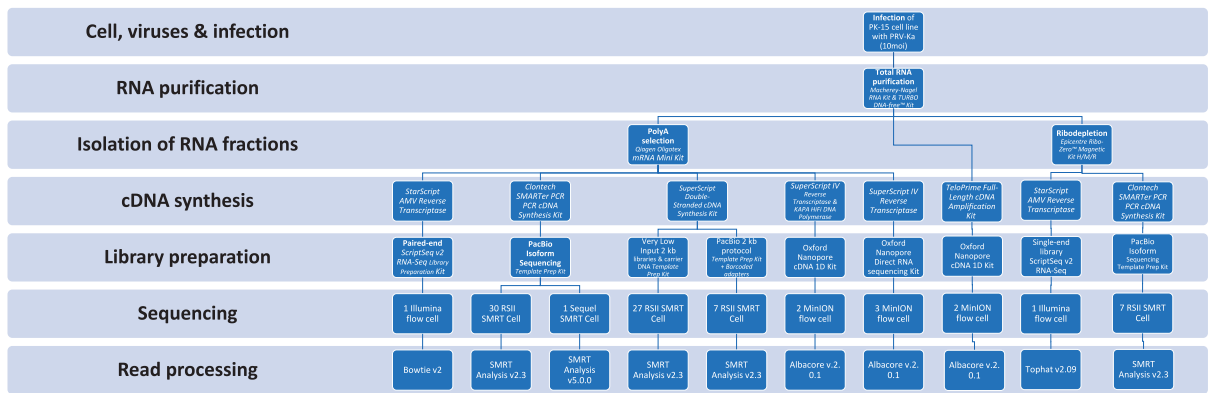 Cell, viruses & infection
Infection of
PK-15 cell line
with PRV-Ka
(10moi)
RNA purification
Total RNA
purification
Macherey-Nagel
RNA Kit & TURBO
DNA-free™ Kit
Isolation of RNA fractions
PolyA
selection
Qiagen Oligotex
mRNA Mini Kit
Ribodepletion
Epicentre Ribo-
Zero™ Magnetic
Kit H/M/R
cDNA synthesis
StarScript
AMV Reverse
Transcriptase
Clontech
SMARTer PCR
PCR cDNA
Synthesis Kit
SuperScript
Double-
Stranded cDNA
Synthesis Kit
SuperScript IV
Reverse
Transcriptase &
KAPA HiFi DNA
Polymerase
SuperScript IV
Reverse
Transcriptase
TeloPrime Full-
Length cDNA
Amplification
Kit
StarScript
AMV Reverse
Transcriptase
Clontech
SMARTer PCR
PCR cDNA
Synthesis Kit
Library preparation
Paired-end
ScriptSeq v2
RNA-Seq Library
Preparation Kit
PacBio
Isoform
Sequencing
Template Prep Kit
Very Low
Input 2 kb
libraries & carrier
DNA Template
Prep Kit
PacBio 2 kb
protocol
Template Prep Kit
+ Barcoded
adapters
Oxford
Nanopore
cDNA 1D Kit
Oxford
Nanopore
Direct RNA
sequencing Kit
Oxford
Nanopore
cDNA 1D Kit
Single-end
library
ScriptSeq v2
RNA-Seq
PacBio
Isoform
Sequencing
Template Prep Kit
Sequencing
1 Illumina
flow cell
30 RSII
SMRT Cell
1 Sequel
SMRT Cell
27 RSII SMRT
Cell
7 RSII SMRT
Cell
2 MinION
flow cell
3 MinION
flow cell
2 MinION
flow cell
1 Illumina
flow cell
7 RSII SMRT
Cell
Read processing
Bowtie v2
SMRT
Analysis v2.3
SMRT
Analysis
v5.0.0
SMRT
Analysis v2.3
SMRT
Analysis v2.3
Albacore v.2.
0.1
Albacore v.2.
0.1
Albacore v.2.
0.1
Tophat v2.09
SMRT
Analysis v2.3